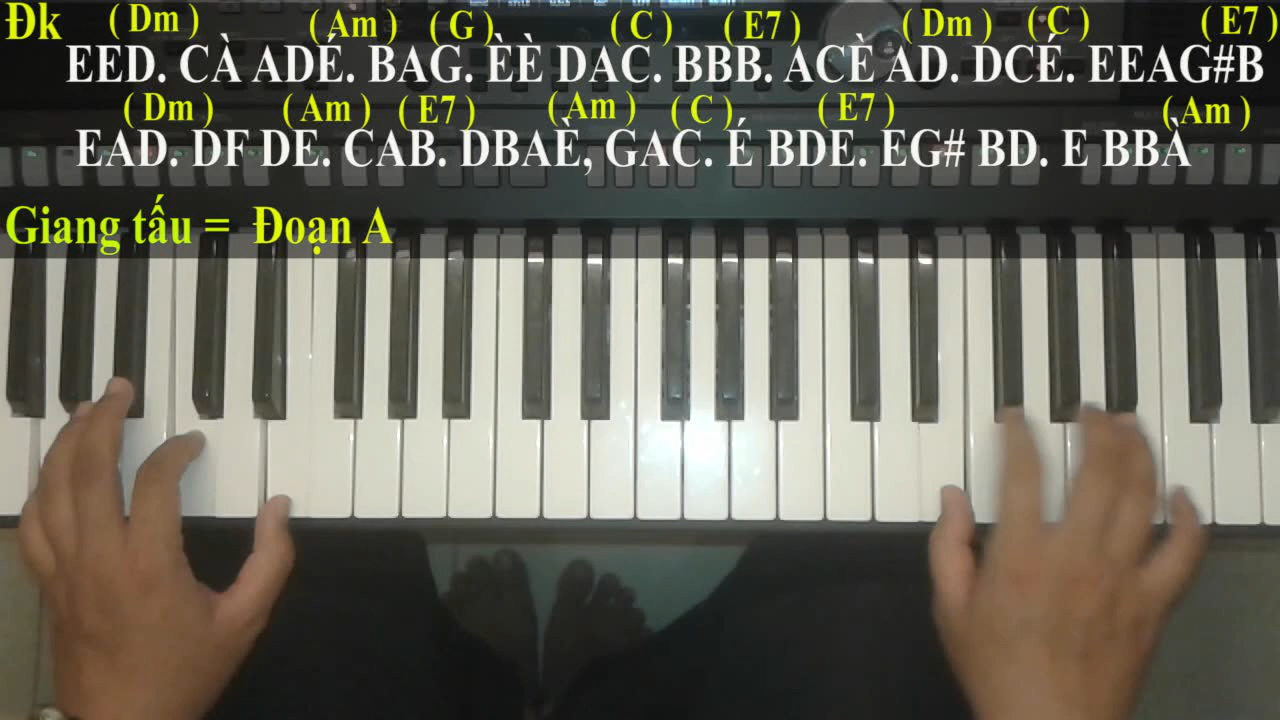 Đk ( Dm ) ( Am ) ( G ) ( C ) ( E7 ) ( Dm ) ( C ) ( E7 )
EED. CÀ ADÉ. BAG. ÈÈ DAC. BBB. ACÈ AD. DCÉ. EEAG#B
( Dm ) ( Am ) ( E7 ) ( Am ) ( C ) ( E7 ) ( Am )
EAD. DF DE. CAB. DBAÈ, GAC. É BDE. EG# BD. E BBÀ
Giang tấu = Đoạn A